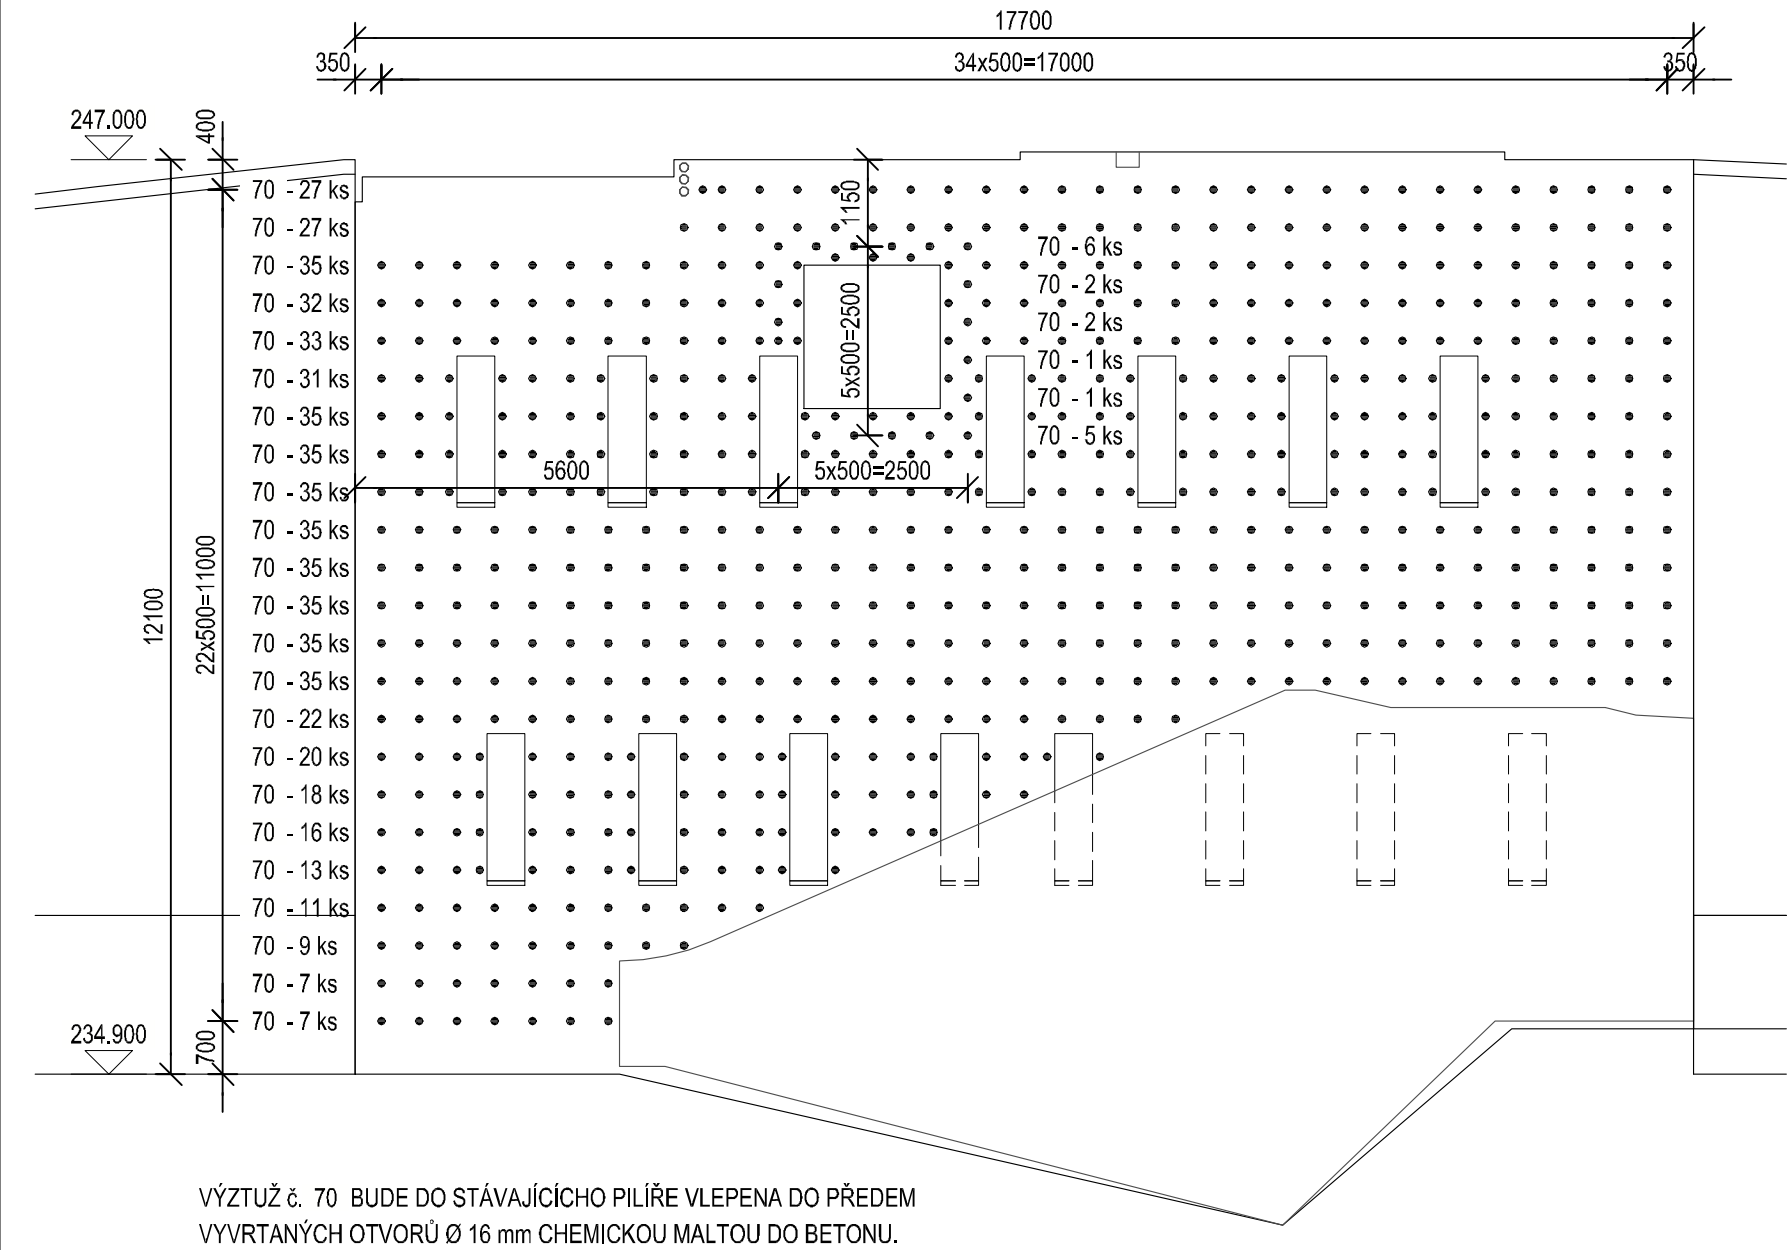 17700
350
34x500=17000
350
247.000
400
70 - 27 ks
1150
70 - 27 ks
70 - 6 ks
70 - 35 ks
70 - 2 ks
70 - 32 ks
5x500=2500
70 - 2 ks
70 - 33 ks
70 - 1 ks
70 - 31 ks
70 - 1 ks
70 - 35 ks
70 - 5 ks
70 - 35 ks
5600
5x500=2500
70 - 35 ks
70 - 35 ks
70 - 35 ks
12100
22x500=11000
70 - 35 ks
70 - 35 ks
70 - 35 ks
70 - 22 ks
70 - 20 ks
70 - 18 ks
70 - 16 ks
70 - 13 ks
70 - 11 ks
70 - 9 ks
70 - 7 ks
70 - 7 ks
234.900
700
VÝZTUŽ č. 70 BUDE DO STÁVAJÍCÍCHO PILÍŘE VLEPENA DO PŘEDEM
VYVRTANÝCH OTVORŮ Ø 16 mm CHEMICKOU MALTOU DO BETONU.